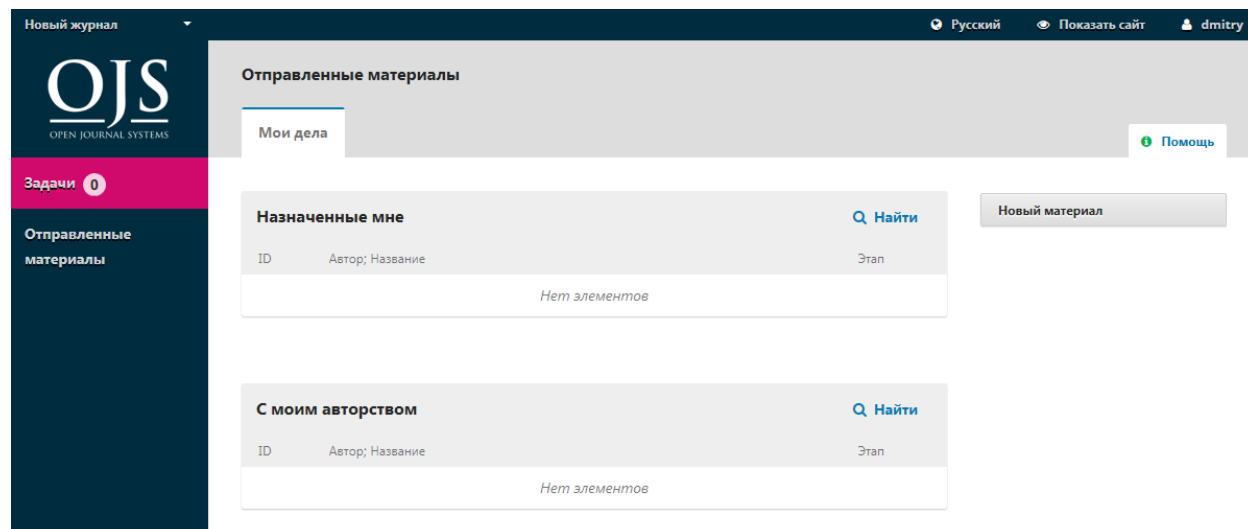 Новый журнал
Русский
Показать сайт
dmitry
OJS
OPEN JOURNAL SYSTEMS
Задачи 0
Отправленные
материалы
Отправленные материалы
Мои дела
Помощь
Назначенные мне
Найти
ID Автор; Название Этап
Нет элементов
С моим авторством
Найти
ID Автор; Название Этап
Нет элементов
Новый материал